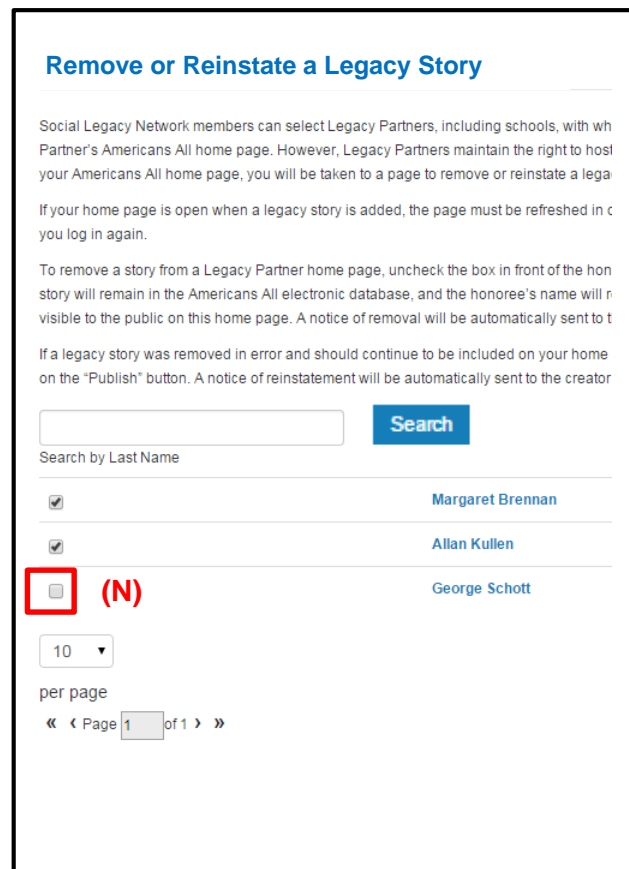 Remove or Reinstate a Legacy Story
Social Legacy Network members can select Legacy Partners, including schools, with wh
Partner's Americans All home page. However, Legacy Partners maintain the right to host
your Americans All home page, you will be taken to a page to remove or reinstate a lega
If your home page is open when a legacy story is added, the page must be refreshed in
you log in again.
To remove a story from a Legacy Partner home page, uncheck the box in front of the hon
story will remain in the Americans All electronic database, and the honoree's name will
visible to the public on this home page. A notice of removal will be automatically sent to t
If a legacy story was removed in error and should continue to be included on your home
on the “Publish” button. A notice of reinstatement will be automatically sent to the creator
Search
Search by Last Name
Margaret Brennan
Allan Kullen
(N) George Schott
10
per page
« ‹ Page 1 of 1 › »